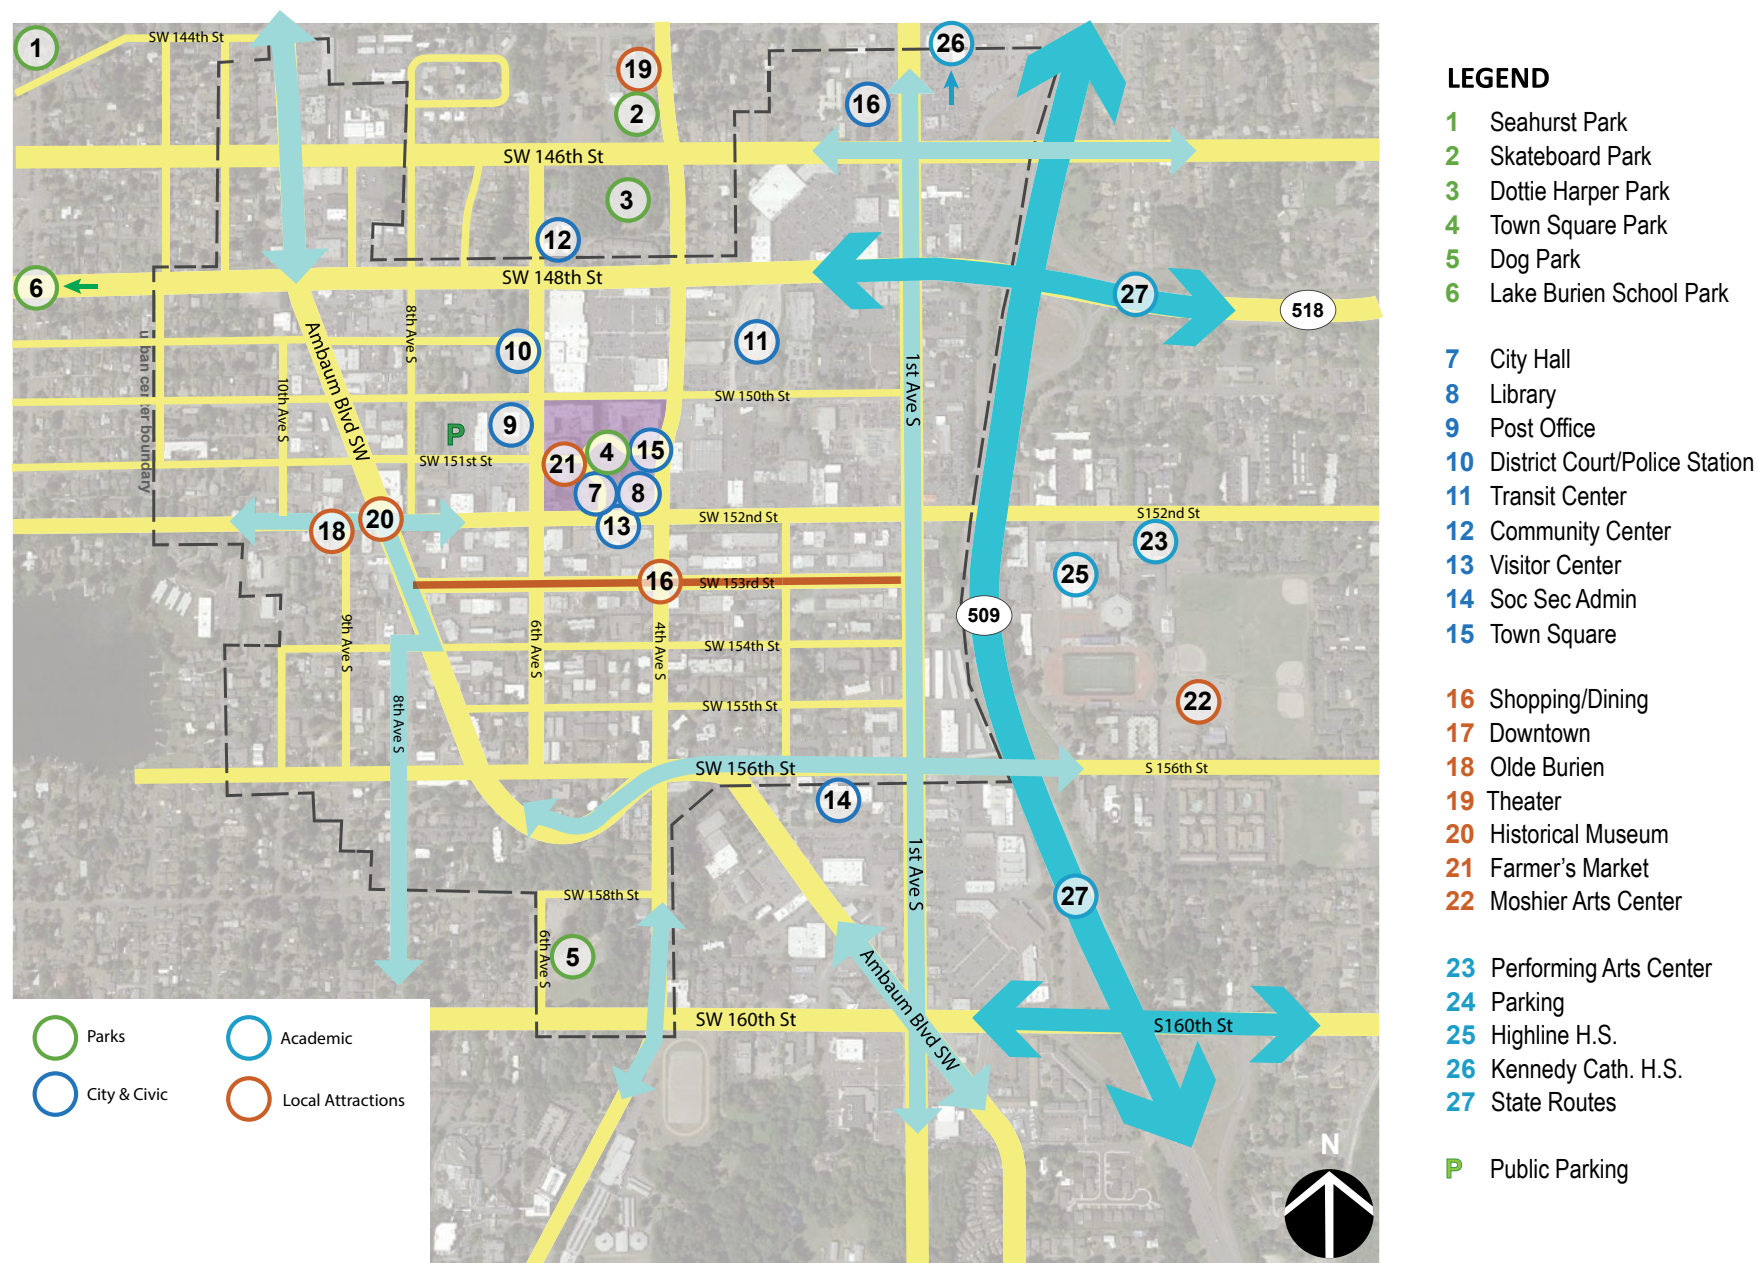 1
SW 144th St
19
2
26
16
SW 146th St
3
12
SW 148th St
6
27
518
8th Ave S
10
11
Ambaum Blvd SW
10th Ave S
1st Ave S
SW 150th St
P
9
SW 151st St
21
4
15
7
8
13
18
20
SW 152nd St
S152nd St
23
25
16
SW 153rd St
509
9th Ave S
6th Ave S
4th Ave S
SW 154th St
8th Ave S
SW 155th St
22
SW 156th St
S 156th St
14
1st Ave S
27
SW 158th St
6th Ave S
5
Ambaum Blvd SW
SW 160th St
S160th St
N
Parks
Academic
City & Civic
Local Attractions
LEGEND
1 Seahurst Park
2 Skateboard Park
3 Dottie Harper Park
4 Town Square Park
5 Dog Park
6 Lake Burien School Park
7 City Hall
8 Library
9 Post Office
10 District Court/Police Station
11 Transit Center
12 Community Center
13 Visitor Center
14 Soc Sec Admin
15 Town Square
16 Shopping/Dining
17 Downtown
18 Olde Burien
19 Theater
20 Historical Museum
21 Farmer's Market
22 Moshier Arts Center
23 Performing Arts Center
24 Parking
25 Highline H.S.
26 Kennedy Cath. H.S.
27 State Routes
P Public Parking
boundary